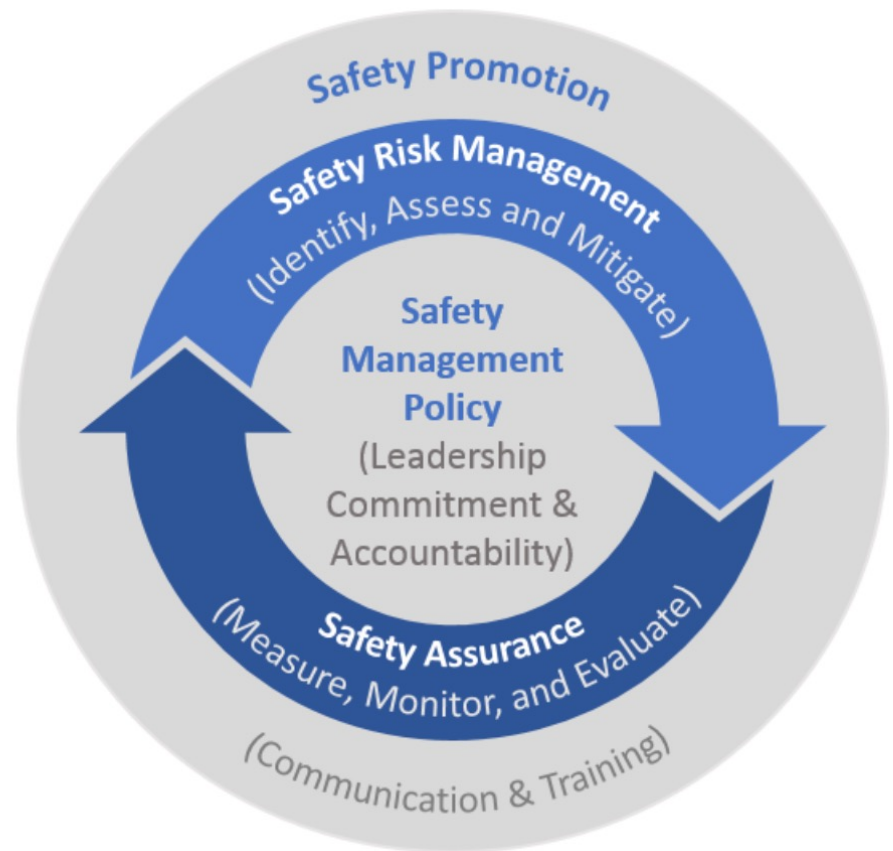 Safety Promotion
Safety Risk Management
(Identify, Assess and Mitigate)
Safety
Management
Policy
(Leadership
Commitment &
Accountability)
Safety Assurance
(Measure, Monitor, and Evaluate)
(Communication & Training)